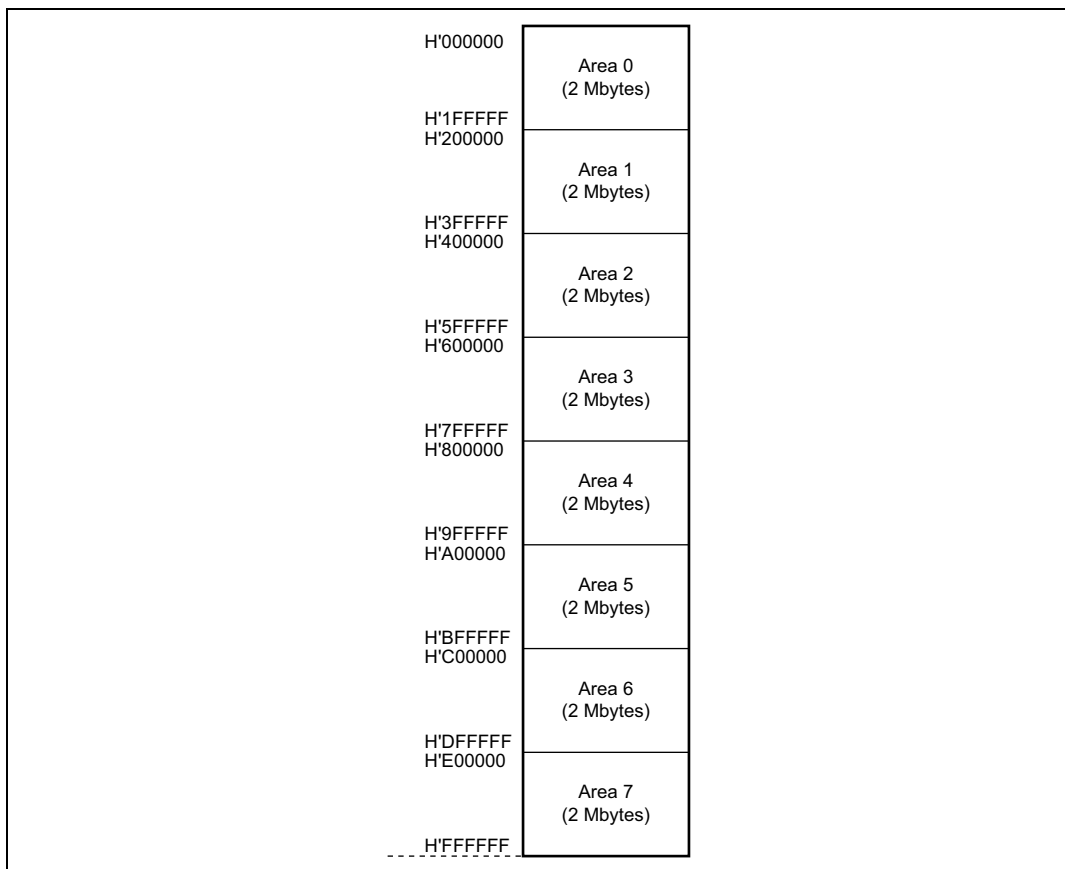 H'000000
Area 0
(2 Mbytes)
H'1FFFFF
H'200000
Area 1
(2 Mbytes)
H'3FFFFF
H'400000
Area 2
(2 Mbytes)
H'5FFFFF
H'600000
Area 3
(2 Mbytes)
H'7FFFFF
H'800000
Area 4
(2 Mbytes)
H'9FFFFF
H'A00000
Area 5
(2 Mbytes)
H'BFFFFF
H'C00000
Area 6
(2 Mbytes)
H'DFFFFF
H'E00000
Area 7
(2 Mbytes)
H'FFFFFF